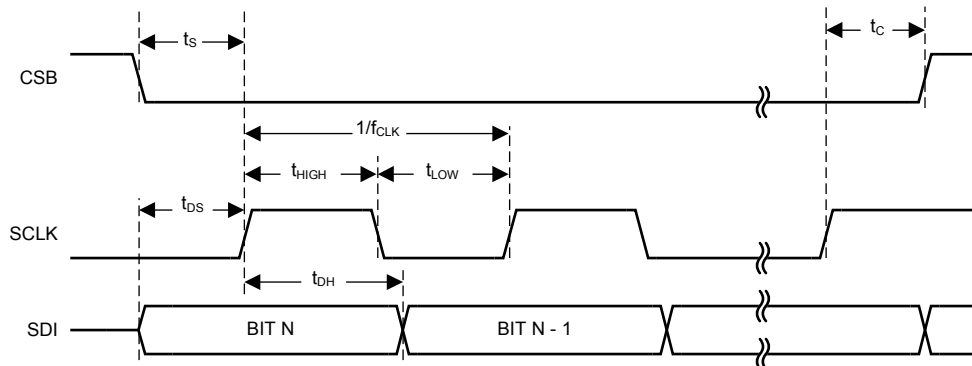 tS
tC
CSB
1/fCLK
tHIGH
tLOW
tDS
SCLK
tDH
SDI
BIT N
BIT N - 1